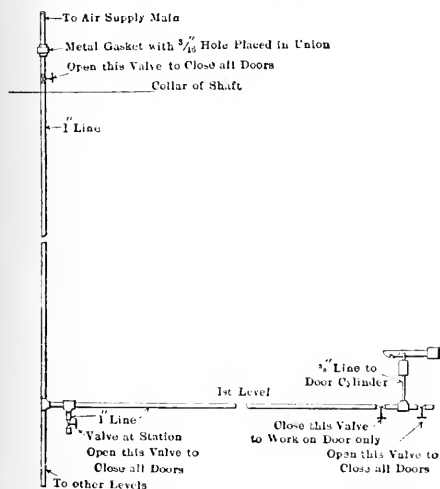 To Air Supply Main
Metal Gasket with 3/16" Hole Placed in Union
Open this Valve to Close all Doors
Collar of Shaft
1" Line
3/8" Line to
Door Cylinder
1st Level
1" Line
Valve at Station
Open this Valve to
Close all Doors
Close this Valve
to Work on Door only
Open this Valve to
Close all Doors
To other Levels